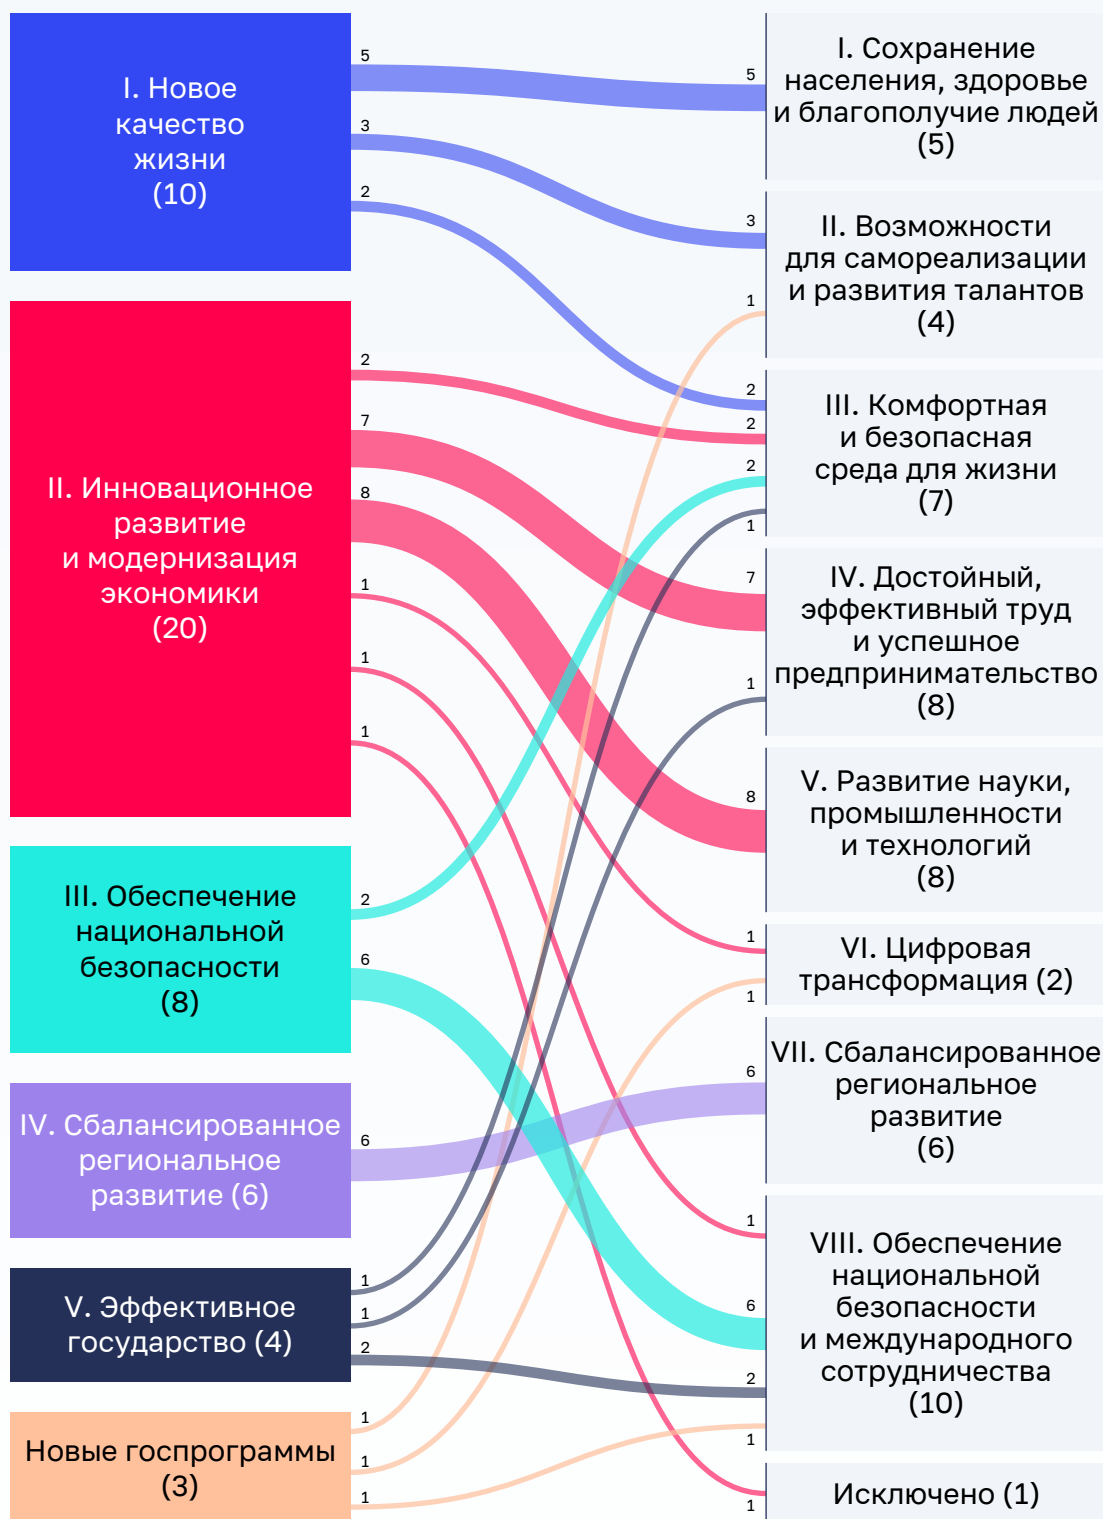 I. Новое
качество
жизни
(10)
5
3
2
II. Инновационное
развитие
и модернизация
экономики
(20)
2
7
8
1
1
1
III. Обеспечение
национальной
безопасности
(8)
2
6
IV. Сбалансированное
региональное
развитие (6)
6
V. Эффективное
государство (4)
1
1
2
Новые госпрограммы
(3)
1
1
1
5
I. Сохранение
населения, здоровье
и благополучие людей
(5)
3
1
II. Возможности
для самореализации
и развития талантов
(4)
2
2
2
1
III. Комфортная
и безопасная
среда для жизни
(7)
7
1
IV. Достойный,
эффективный труд
и успешное
предпринимательство
(8)
8
V. Развитие науки,
промышленности
и технологий
(8)
1
1
VI. Цифровая
трансформация (2)
6
VII. Сбалансированное
региональное
развитие
(6)
1
6
2
1
VIII. Обеспечение
национальной
безопасности
и международного
сотрудничества
(10)
1
Исключено (1)